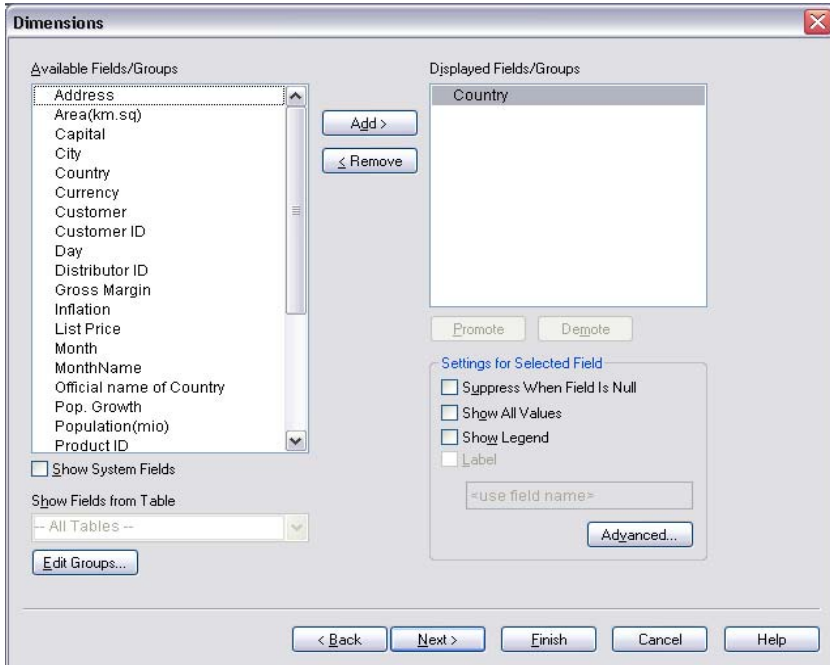 Dimensions
Available Fields/Groups
Address
Area(km.sq)
Capital
City
Country
Currency
Customer
Customer ID
Day
Distributor ID
Gross Margin
Inflation
List Price
Month
MonthName
Official name of Country
Pop. Growth
Population(mio)
Product ID
Show System Fields
Show Fields from Table
-- All Tables --
Edit Groups...
Add >
< Remove
Displayed Fields/Groups
Country
Promote Demote
Settings for Selected Field
Suppress When Field Is Null
Show All Values
Show Legend
Label
<use field name>
Advanced...
< Back Next > Finish Cancel Help